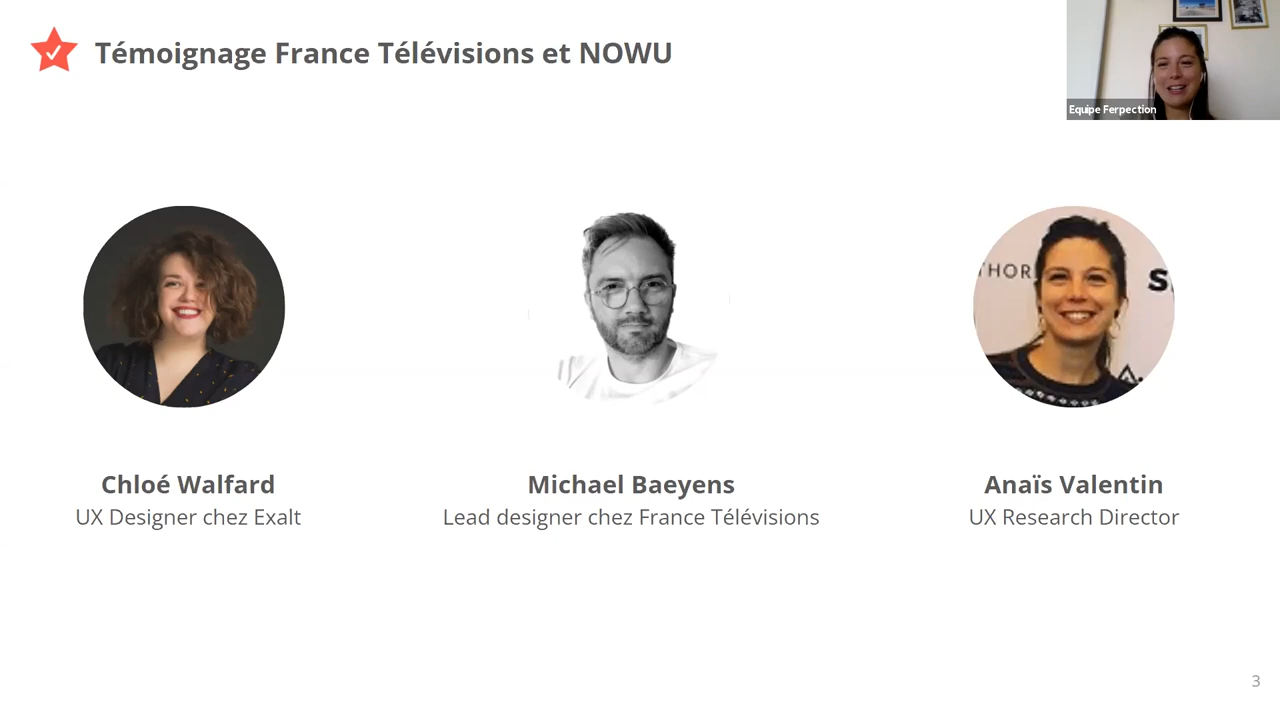 Témoignage France Télévisions et NOWU
Equipe Ferpection
THOR
Chloé Walfard
UX Designer chez Exalt
Michael Baeyens
Lead designer chez France Télévisions
Anaïs Valentin
UX Research Director
3